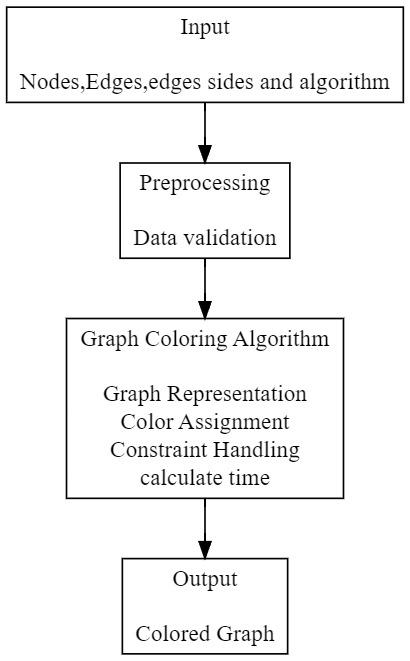 Input
Nodes,Edges,edges sides and algorithm
Preprocessing
Data validation
Graph Coloring Algorithm
Graph Representation
Color Assignment
Constraint Handling
calculate time
Output
Colored Graph